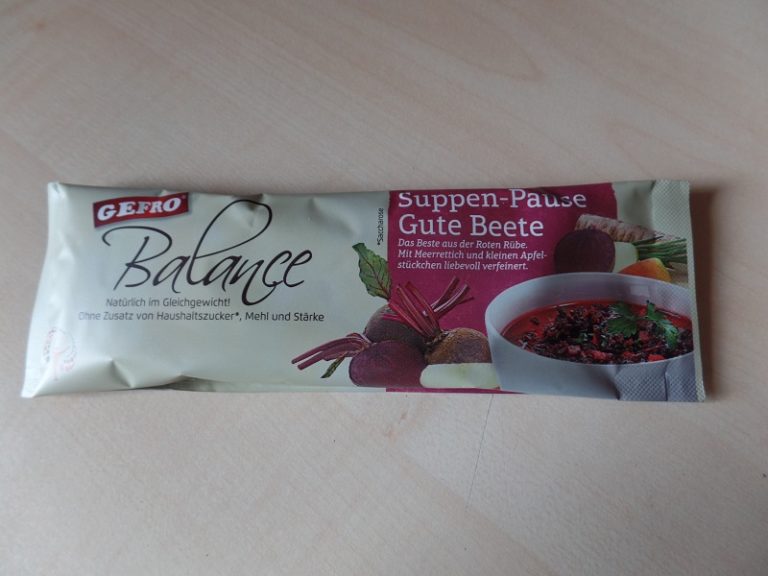 GEFRO
Balance
Natürlich im Gleichgewicht!
Ohne Zusatz von Haushaltszucker*, Mehl und Stärke
*Saccharose
Suppen-Pause
Gute Beete
Das Beste aus der Roten Rübe.
Mit Meerrettich und kleinen Apfel-
stückchen liebevoll verfeinert.